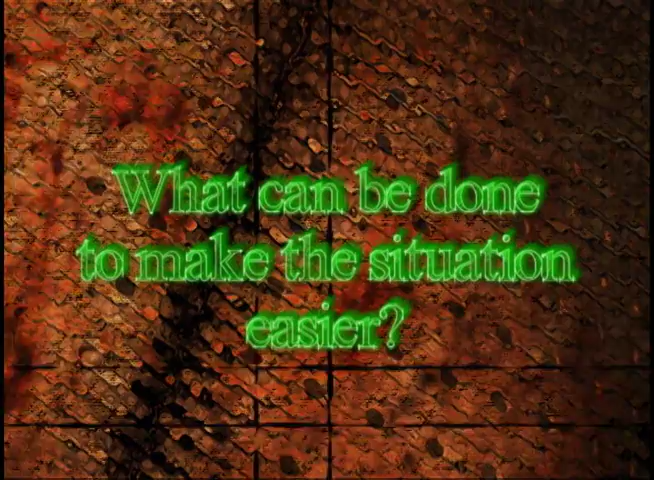 What can be done
to make the situation
easier?